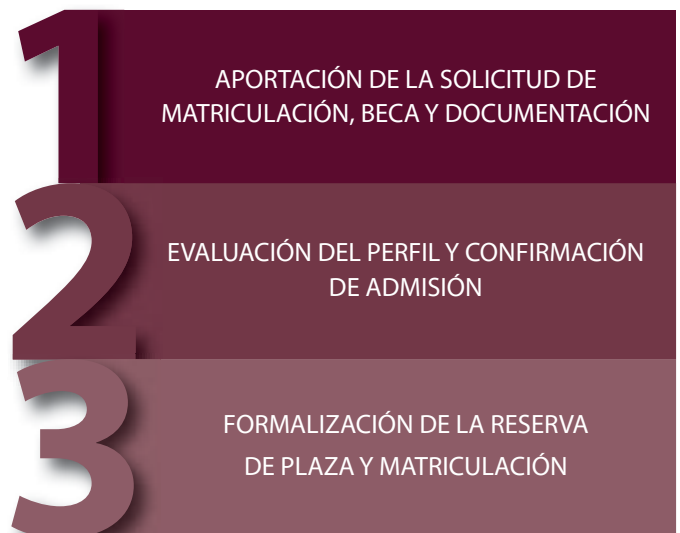 1
APORTACIÓN DE LA SOLICITUD DE
MATRICULACIÓN, BECA Y DOCUMENTACIÓN
2
EVALUACIÓN DEL PERFIL Y CONFIRMACIÓN
DE ADMISIÓN
3
FORMALIZACIÓN DE LA RESERVA
DE PLAZA Y MATRICULACIÓN